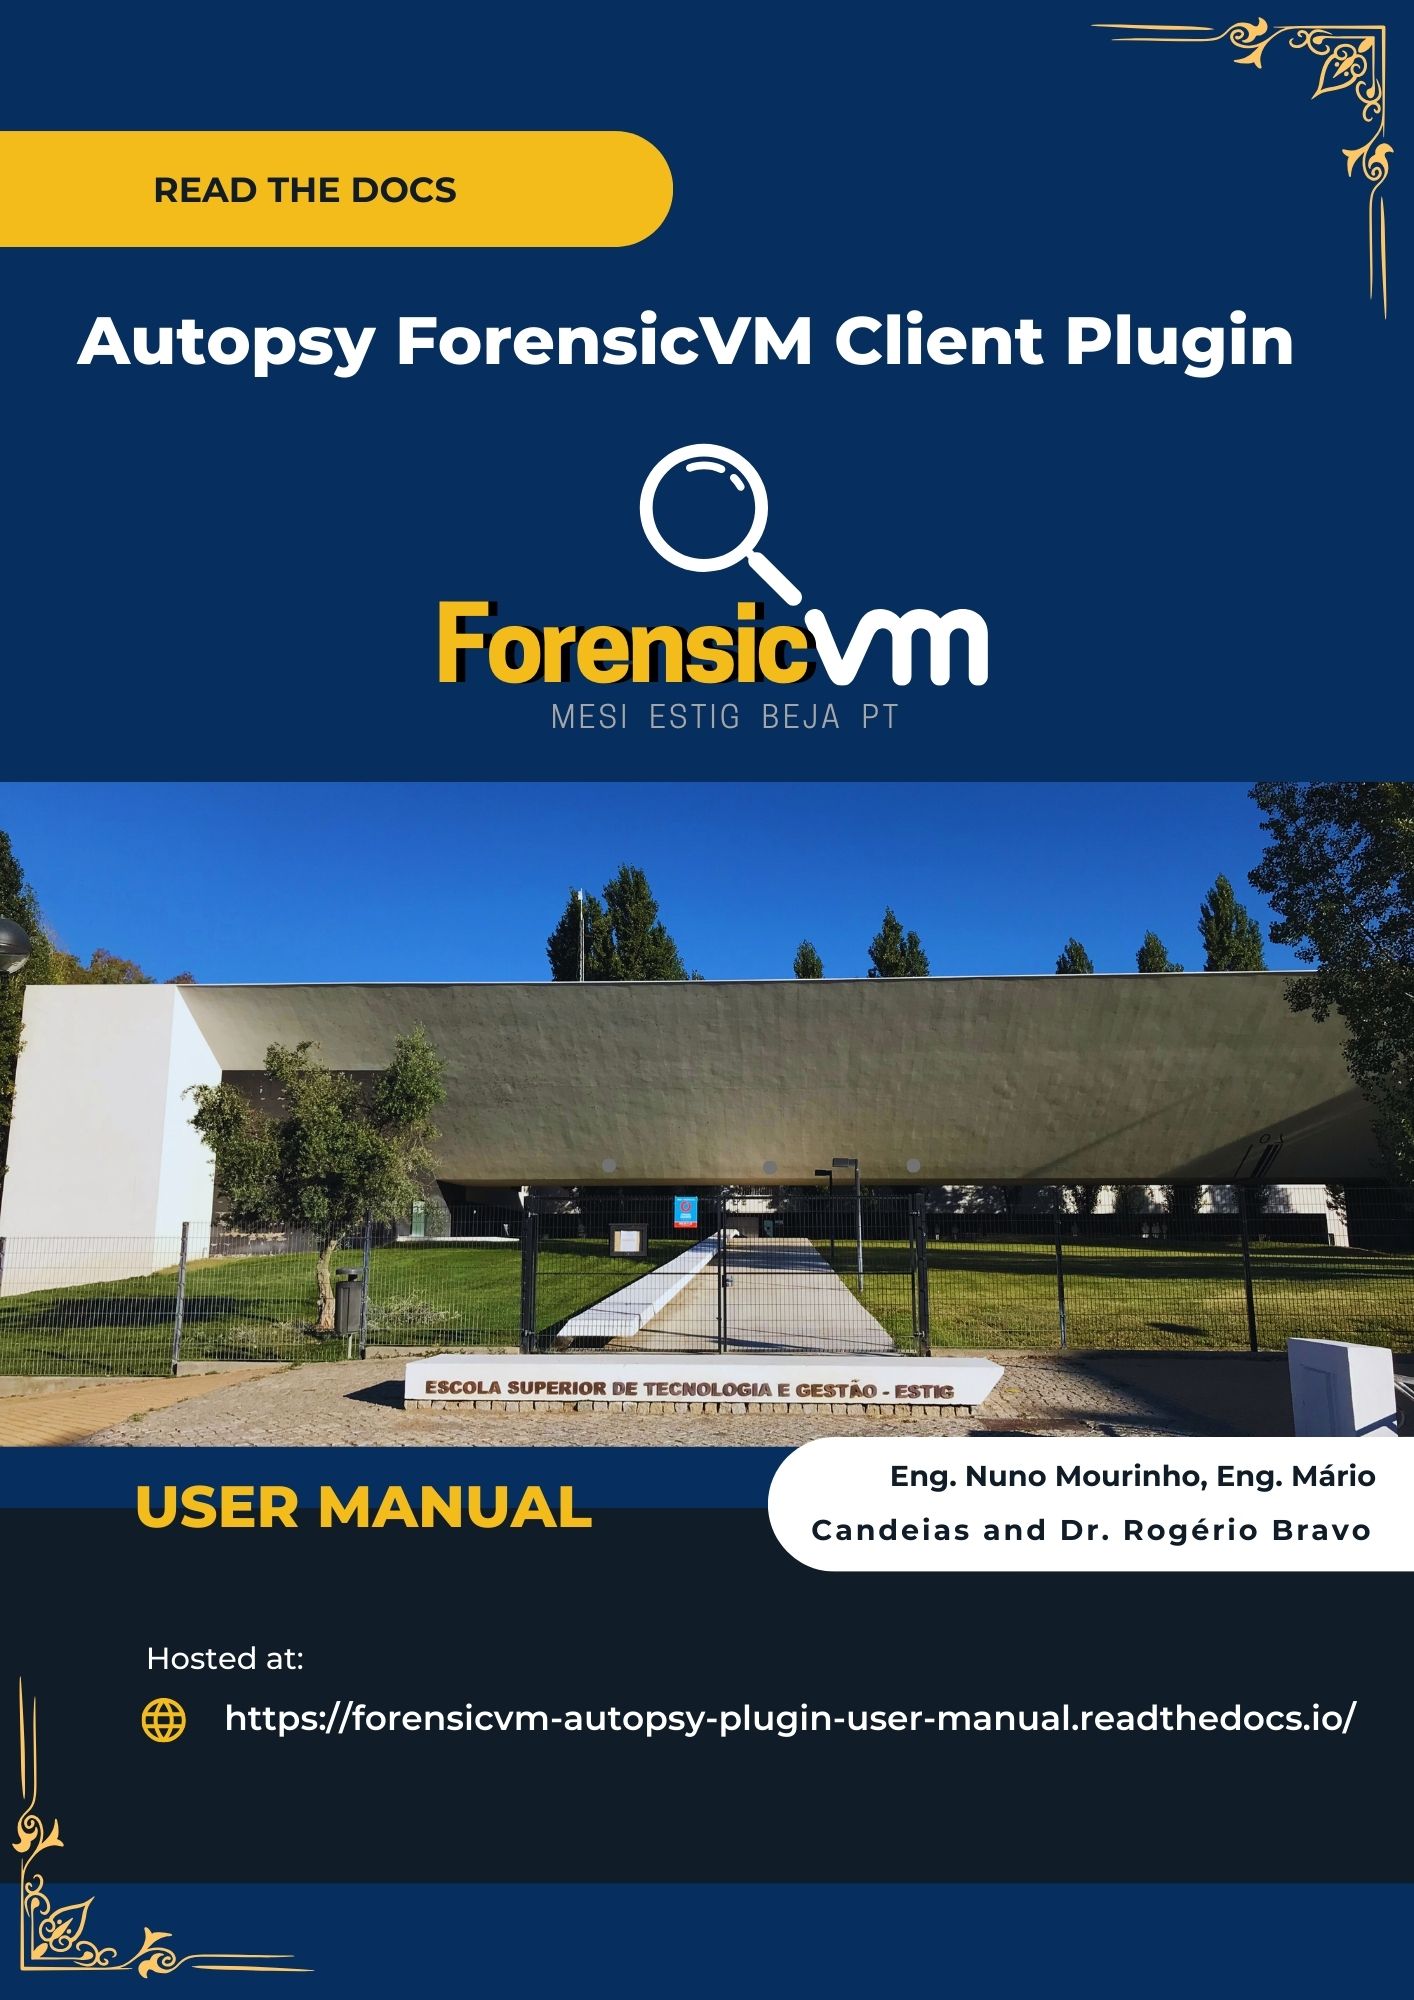 READ THE DOCS
Autopsy ForensicVM Client Plugin
Forensicvm
MESI ESTIG BEJA PT
ESCOLA SUPERIOR DE TECNOLOGIA E GESTÃO - ESTIG
USER MANUAL
Eng. Nuno Mourinho, Eng. Mário
Candeias and Dr. Rogério Bravo
Hosted at:
https://forensicvm-autopsy-plugin-user-manual.readthedocs.io/